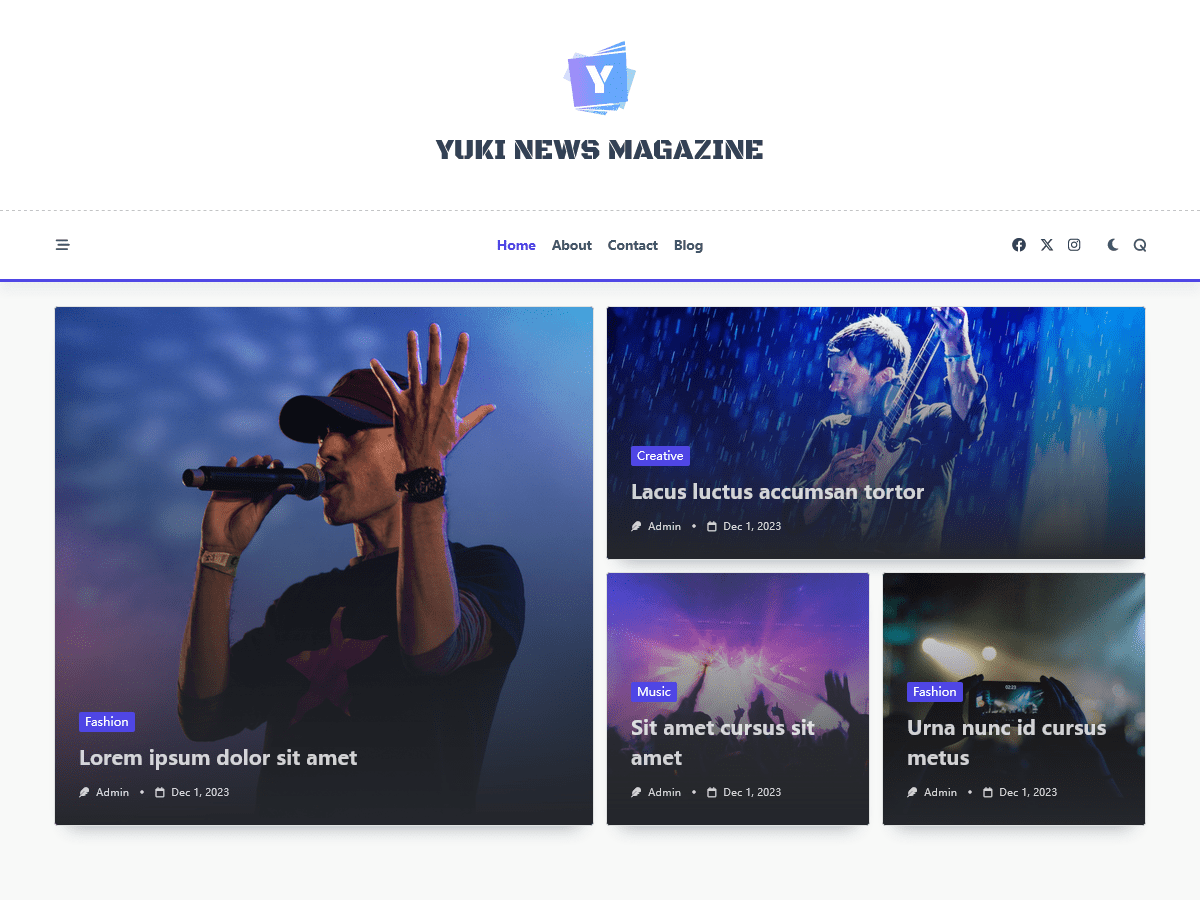 Y
YUKI NEWS MAGAZINE
Home About Contact Blog
Fashion
Lorem ipsum dolor sit amet
Admin • Dec 1, 2023
Creative
Lacus luctus accumsan tortor
Admin • Dec 1, 2023
Music
Sit amet cursus sit
amet
Admin • Dec 1, 2023
02:23
Fashion
Urna nunc id cursus
metus
Admin • Dec 1, 2023